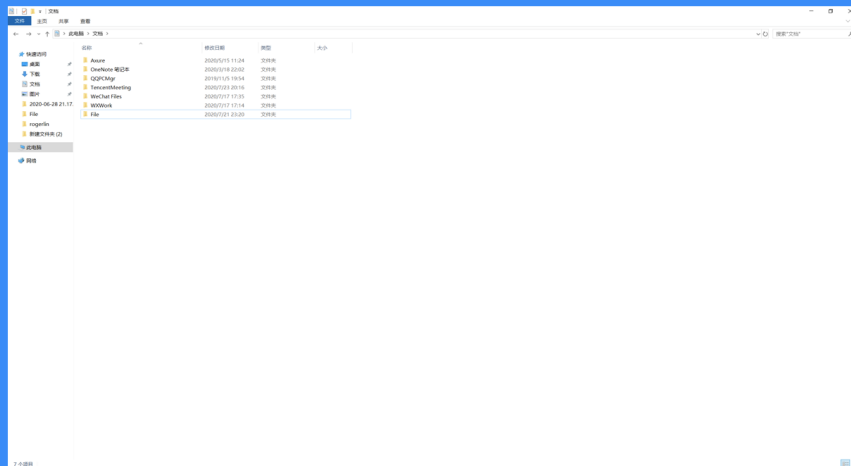 文档
文件 主页 共享 查看
此电脑 > 文档 > 搜索"文档"
名称 修改日期 类型 大小
快速访问
桌面
下载
文档
图片
2020-06-28 21.17.
File
rogerlin
新建文件夹 (2)
此电脑
网络
Axure 2020/5/15 11:24 文件夹
OneNote 笔记本 2020/3/18 22:02 文件夹
QQPCMgr 2019/11/5 19:54 文件夹
TencentMeeting 2020/7/23 20:16 文件夹
WeChat Files 2020/7/17 17:35 文件夹
WXWork 2020/7/17 17:14 文件夹
File 2020/7/21 23:20 文件夹
7 个项目